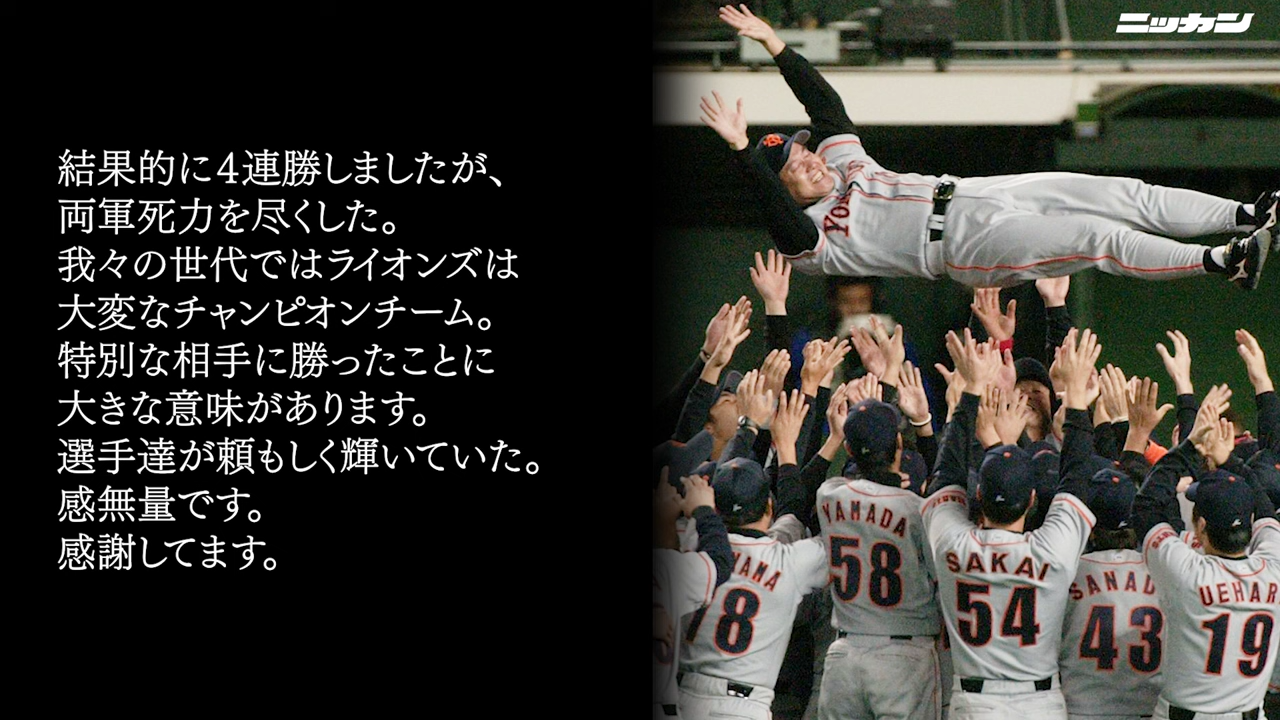 ニッカン
結果的に4連勝しましたが、
両軍死力を尽くした。
我々の世代ではライオンズは
大変なチャンピオンチーム。
特別な相手に勝ったことに
大きな意味があります。
選手達が頼もしく輝いていた。
感無量です。
感謝してます。
YAMADA
58
SAKAI
54
SANAD
43
UEHAR
19